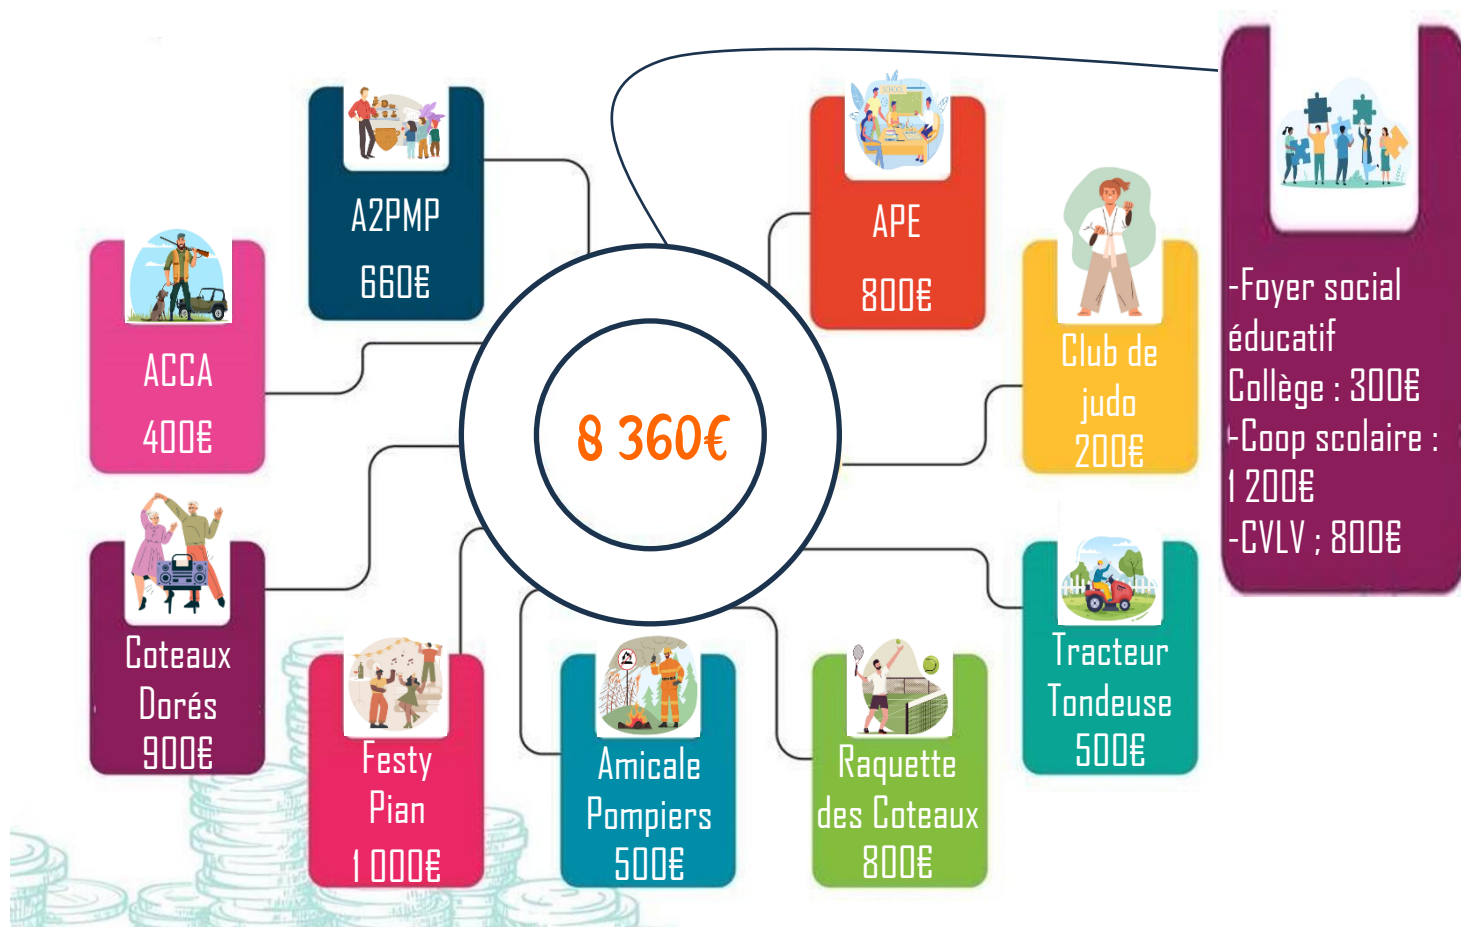 A2PMP
660€
APE
800€
ACCA
400€
Club de
judo
200€
-Foyer social
éducatif
Collège : 300€
-Coop scolaire :
1 200€
-CVLV ; 800€
8 360€
Coteaux
Dorés
900€
Festy
Pian
1 000€
Amicale
Pompiers
500€
Raquette
des Coteaux
800€
Tracteur
Tondeuse
500€
SCHOOL